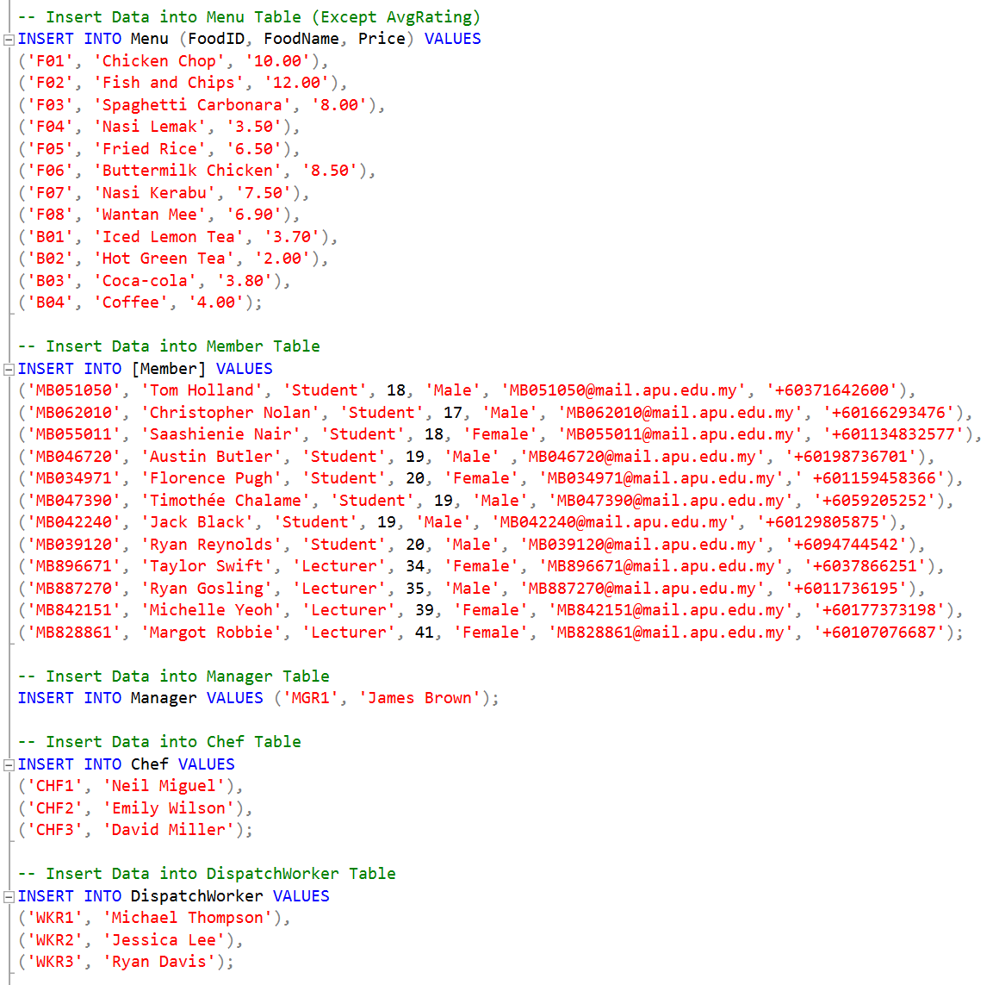 -- Insert Data into Menu Table (Except AvgRating)
INSERT INTO Menu (FoodID, FoodName, Price) VALUES
('F01', 'Chicken Chop', '10.00'),
('F02', 'Fish and Chips', '12.00'),
('F03', 'Spaghetti Carbonara', '8.00'),
('F04', 'Nasi Lemak', '3.50'),
('F05', 'Fried Rice', '6.50'),
('F06', 'Buttermilk Chicken', '8.50'),
('F07', 'Nasi Kerabu', '7.50'),
('F08', 'Wantan Mee', '6.90'),
('B01', 'Iced Lemon Tea', '3.70'),
('B02', 'Hot Green Tea', '2.00'),
('B03', 'Coca-cola', '3.80'),
('B04', 'Coffee', '4.00');
-- Insert Data into Member Table
INSERT INTO [Member] VALUES
('MB051050', 'Tom Holland', 'Student', 18, 'Male', 'MB051050@mail.apu.edu.my', '+60371642600'),
('MB062010', 'Christopher Nolan', 'Student', 17, 'Male', 'MB062010@mail.apu.edu.my', '+60166293476'),
('MB055011', 'Saashienie Nair', 'Student', 18, 'Female', 'MB055011@mail.apu.edu.my', '+601134832577'),
('MB046720', 'Austin Butler', 'Student', 19, 'Male' ,'MB046720@mail.apu.edu.my', '+60198736701'),
('MB034971', 'Florence Pugh', 'Student', 20, 'Female', 'MB034971@mail.apu.edu.my',' +601159458366'),
('MB047390', 'Timothée Chalame', 'Student', 19, 'Male', 'MB047390@mail.apu.edu.my', '+6059205252'),
('MB042240', 'Jack Black', 'Student', 19, 'Male', 'MB042240@mail.apu.edu.my', '+60129805875'),
('MB039120', 'Ryan Reynolds', 'Student', 20, 'Male', 'MB039120@mail.apu.edu.my', '+6094744542'),
('MB896671', 'Taylor Swift', 'Lecturer', 34, 'Female', 'MB896671@mail.apu.edu.my', '+6037866251'),
('MB887270', 'Ryan Gosling', 'Lecturer', 35, 'Male', 'MB887270@mail.apu.edu.my', '+6011736195'),
('MB842151', 'Michelle Yeoh', 'Lecturer', 39, 'Female', 'MB842151@mail.apu.edu.my', '+60177373198'),
('MB828861', 'Margot Robbie', 'Lecturer', 41, 'Female', 'MB828861@mail.apu.edu.my', '+60107076687');
-- Insert Data into Manager Table
INSERT INTO Manager VALUES ('MGR1', 'James Brown');
-- Insert Data into Chef Table
INSERT INTO Chef VALUES
('CHF1', 'Neil Miguel'),
('CHF2', 'Emily Wilson'),
('CHF3', 'David Miller');
-- Insert Data into DispatchWorker Table
INSERT INTO DispatchWorker VALUES
('WKR1', 'Michael Thompson'),
('WKR2', 'Jessica Lee'),
('WKR3', 'Ryan Davis');